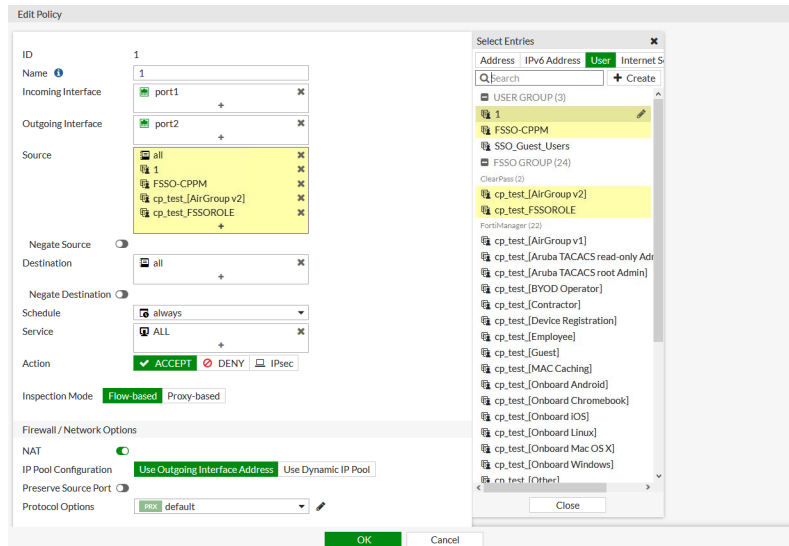 Edit Policy
ID 1
Name 1
Incoming Interface port1
+
Outgoing Interface port2
+
Source all
1
FSSO-CPPM
cp_test_[AirGroup v2]
cp_test_FSSOROLE
+
Negate Source
Destination all
+
Negate Destination
Schedule always
Service ALL
+
Action ACCEPT DENY IPsec
Inspection Mode Flow-based Proxy-based
Firewall / Network Options
NAT
IP Pool Configuration Use Outgoing Interface Address Use Dynamic IP Pool
Preserve Source Port
Protocol Options PRX default
OK Cancel
Select Entries
Address IPv6 Address User Internet S
Search + Create
USER GROUP (3)
1
FSSO-CPPM
SSO_Guest_Users
FSSO GROUP (24)
ClearPass (2)
cp_test_[AirGroup v2]
cp_test_FSSOROLE
FortiManager (22)
cp_test_[AirGroup v1]
cp_test_[Aruba TACACS read-only Adr
cp_test_[Aruba TACACS root Admin]
cp_test_[BYOD Operator]
cp_test_[Contractor]
cp_test_[Device Registration]
cp_test_[Employee]
cp_test_[Guest]
cp_test_[MAC Caching]
cp_test_[Onboard Android]
cp_test_[Onboard Chromebook]
cp_test_[Onboard iOS]
cp_test_[Onboard Linux]
cp_test_[Onboard Mac OS X]
cp_test_[Onboard Windows]
cp_test_[Other]
Close